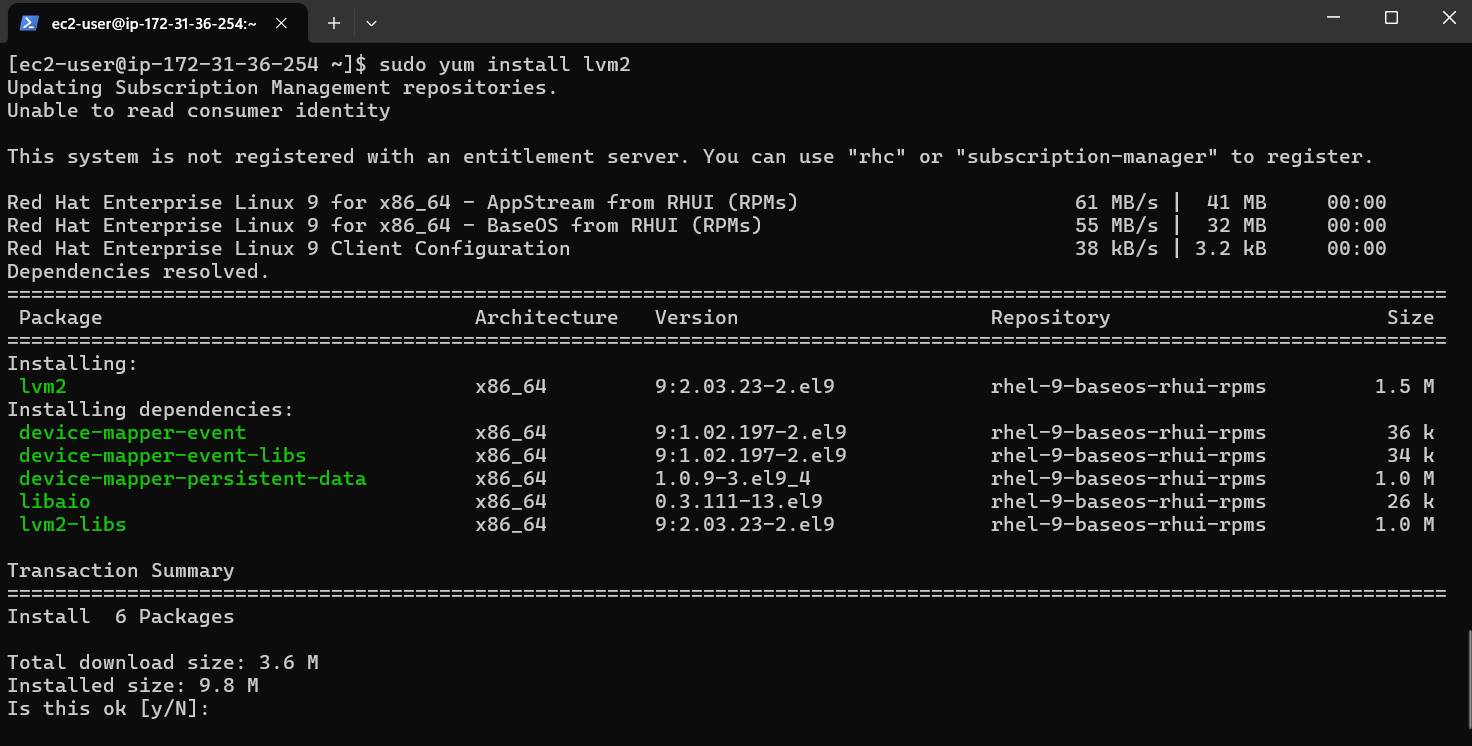 ec2-user@ip-172-31-36-254:~
[ec2-user@ip-172-31-36-254 ~]$ sudo yum install lvm2
Updating Subscription Management repositories.
Unable to read consumer identity
This system is not registered with an entitlement server. You can use "rhc" or "subscription-manager" to register.
Red Hat Enterprise Linux 9 for x86_64 - AppStream from RHUI (RPMs) 61 MB/s | 41 MB 00:00
Red Hat Enterprise Linux 9 for x86_64 - BaseOS from RHUI (RPMs) 55 MB/s | 32 MB 00:00
Red Hat Enterprise Linux 9 Client Configuration 38 kB/s | 3.2 kB 00:00
Dependencies resolved.
========================================================================================================================
Package Architecture Version Repository Size
========================================================================================================================
Installing:
lvm2 x86_64 9:2.03.23-2.el9 rhel-9-baseos-rhui-rpms 1.5 M
Installing dependencies:
device-mapper-event x86_64 9:1.02.197-2.el9 rhel-9-baseos-rhui-rpms 36 k
device-mapper-event-libs x86_64 9:1.02.197-2.el9 rhel-9-baseos-rhui-rpms 34 k
device-mapper-persistent-data x86_64 1.0.9-3.el9_4 rhel-9-baseos-rhui-rpms 1.0 M
libaio x86_64 0.3.111-13.el9 rhel-9-baseos-rhui-rpms 26 k
lvm2-libs x86_64 9:2.03.23-2.el9 rhel-9-baseos-rhui-rpms 1.0 M
Transaction Summary
========================================================================================================================
Install 6 Packages
Total download size: 3.6 M
Installed size: 9.8 M
Is this ok [y/N]: